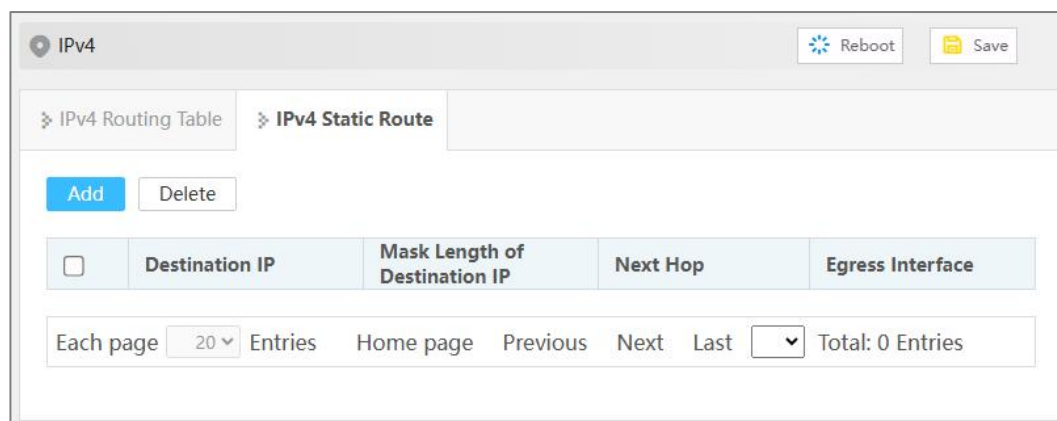 IPv4 Reboot Save
IPv4 Routing Table IPv4 Static Route
Add Delete
Destination IP Mask Length of Destination IP Next Hop Egress Interface
Each page 20 Entries Home page Previous Next Last Total: 0 Entries